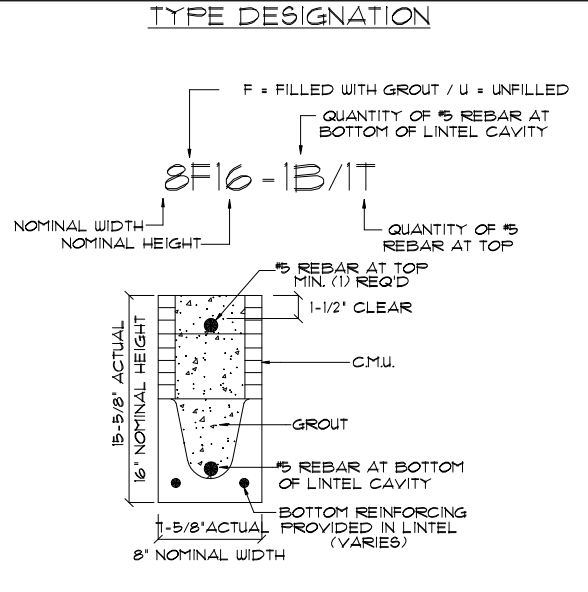 TYPE DESIGNATION
F = FILLED WITH GROUT / U = UNFILLED
QUANTITY OF #5 REBAR AT
BOTTOM OF LINTEL CAVITY
8F16-1B/1T
NOMINAL WIDTH
NOMINAL HEIGHT
QUANTITY OF #5
REBAR AT TOP
#5 REBAR AT TOP
MIN. (1) REQ'D
1-1/2" CLEAR
15-5/8" ACTUAL
16" NOMINAL HEIGHT
C.M.U.
GROUT
#5 REBAR AT BOTTOM
OF LINTEL CAVITY
BOTTOM REINFORCING
PROVIDED IN LINTEL
(VARIES)
7-5/8"ACTUAL
8" NOMINAL WIDTH